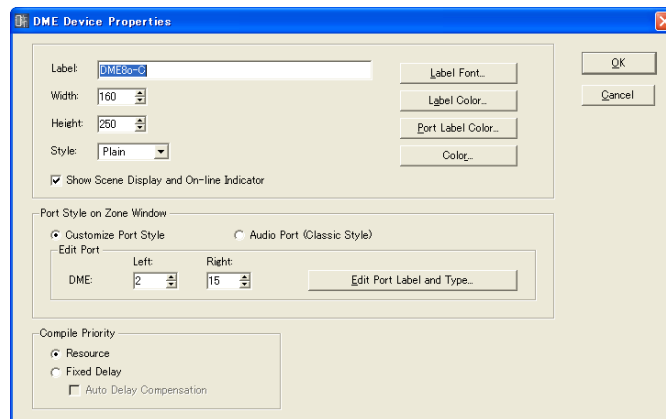 DME Device Properties
Label: DME8o-C
Label Font...
OK
Width: 160
Label Color...
Cancel
Height: 250
Port Label Color...
Style: Plain
Color...
Show Scene Display and On-line Indicator
Port Style on Zone Window
Customize Port Style
Audio Port (Classic Style)
Edit Port
Left:
Right:
DME: 2 15
Edit Port Label and Type...
Compile Priority
Resource
Fixed Delay
Auto Delay Compensation